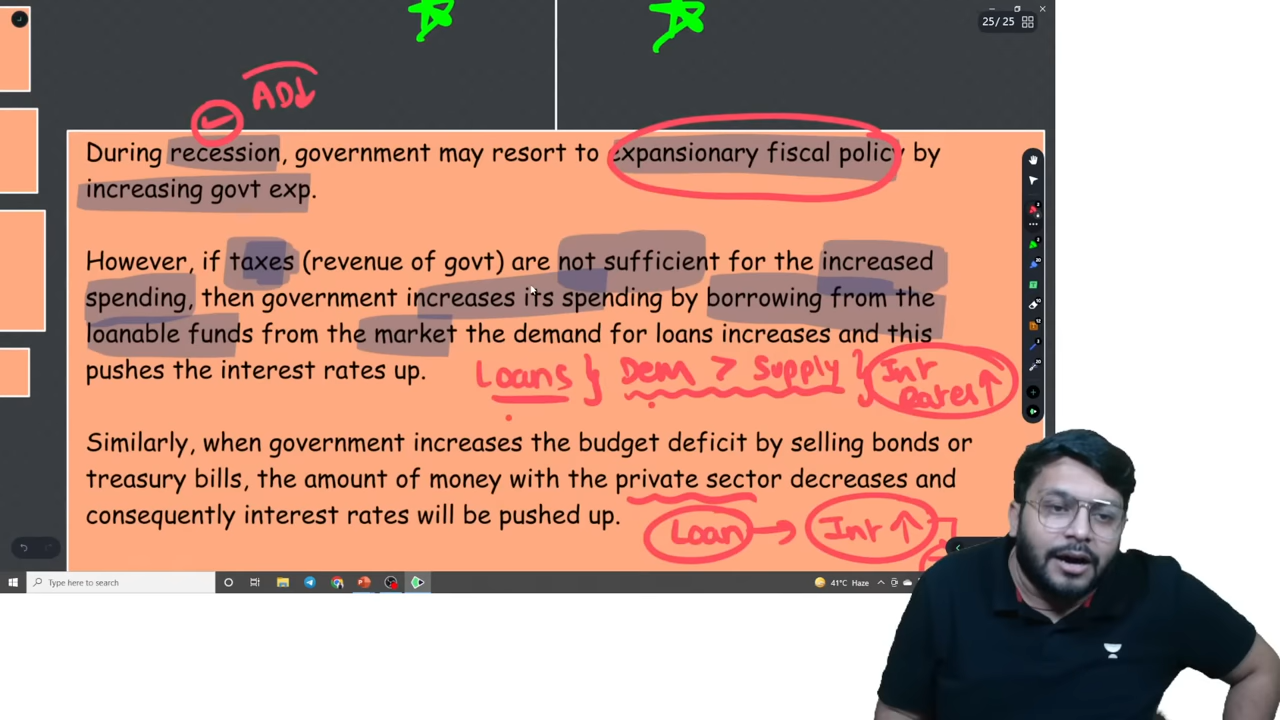 25/25
AD↓
During recession, government may resort to expansionary fiscal policy by
increasing govt exp.
However, if taxes (revenue of govt) are not sufficient for the increased
spending, then government increases its spending by borrowing from the
loanable funds from the market the demand for loans increases and this
pushes the interest rates up.
Loans } Dem > Supply } Int Rates ↑
Similarly, when government increases the budget deficit by selling bonds or
treasury bills, the amount of money with the private sector decreases and
consequently interest rates will be pushed up.
Loan → Int ↑
Type here to search
41°C Haze